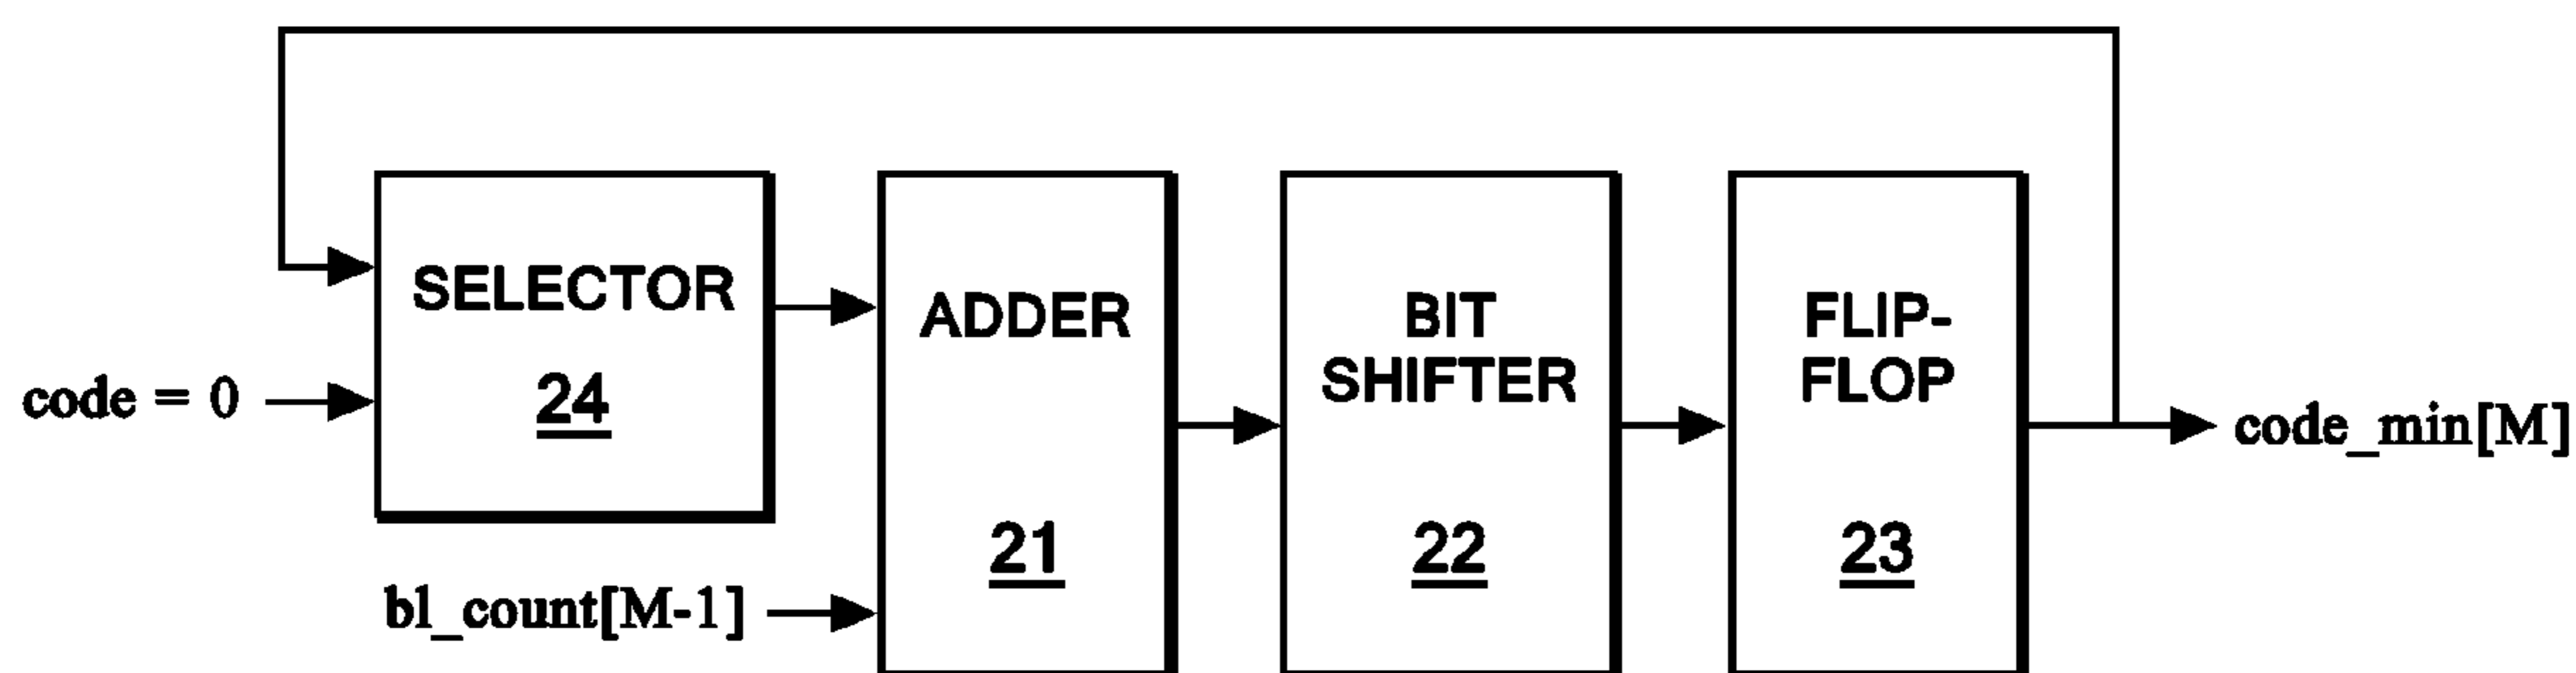 SELECTOR
24
code = 0
bl_count[M-1]
ADDER
21
BIT
SHIFTER
22
FLIP-
FLOP
23
code_min[M]